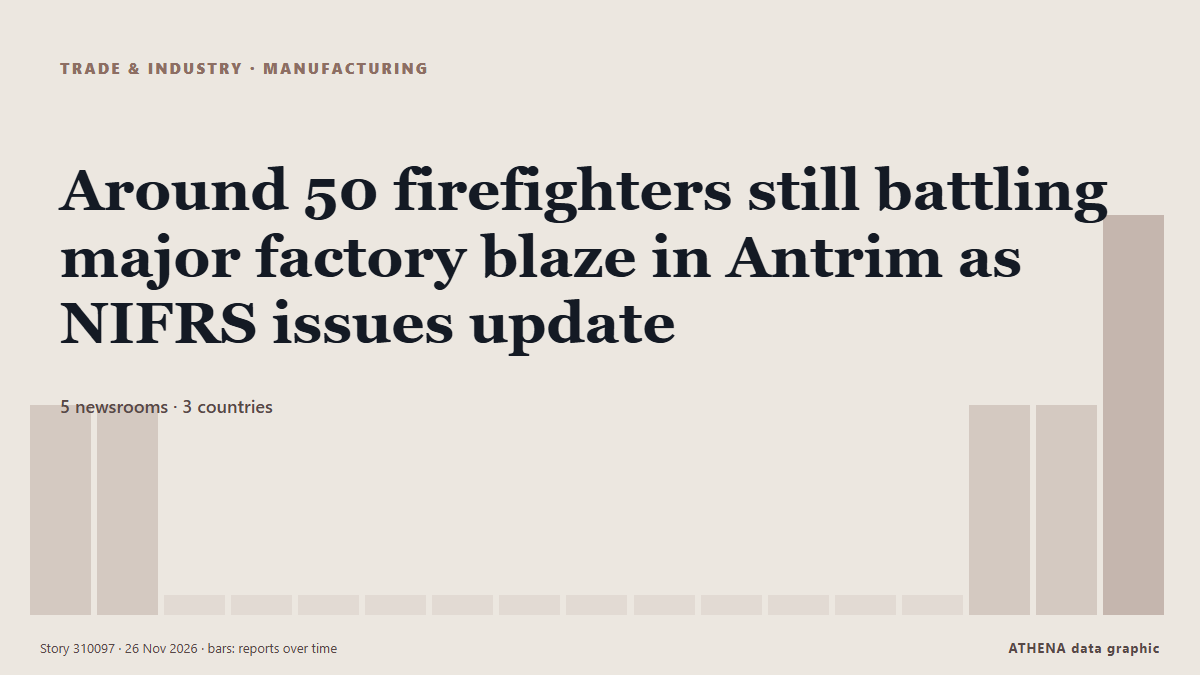 TRADE & INDUSTRY · MANUFACTURING
Around 50 firefighters still battling
major factory blaze in Antrim as
NIFRS issues update
5 newsrooms · 3 countries
Story 310097 · 26 Nov 2026 · bars: reports over time
ATHENA data graphic